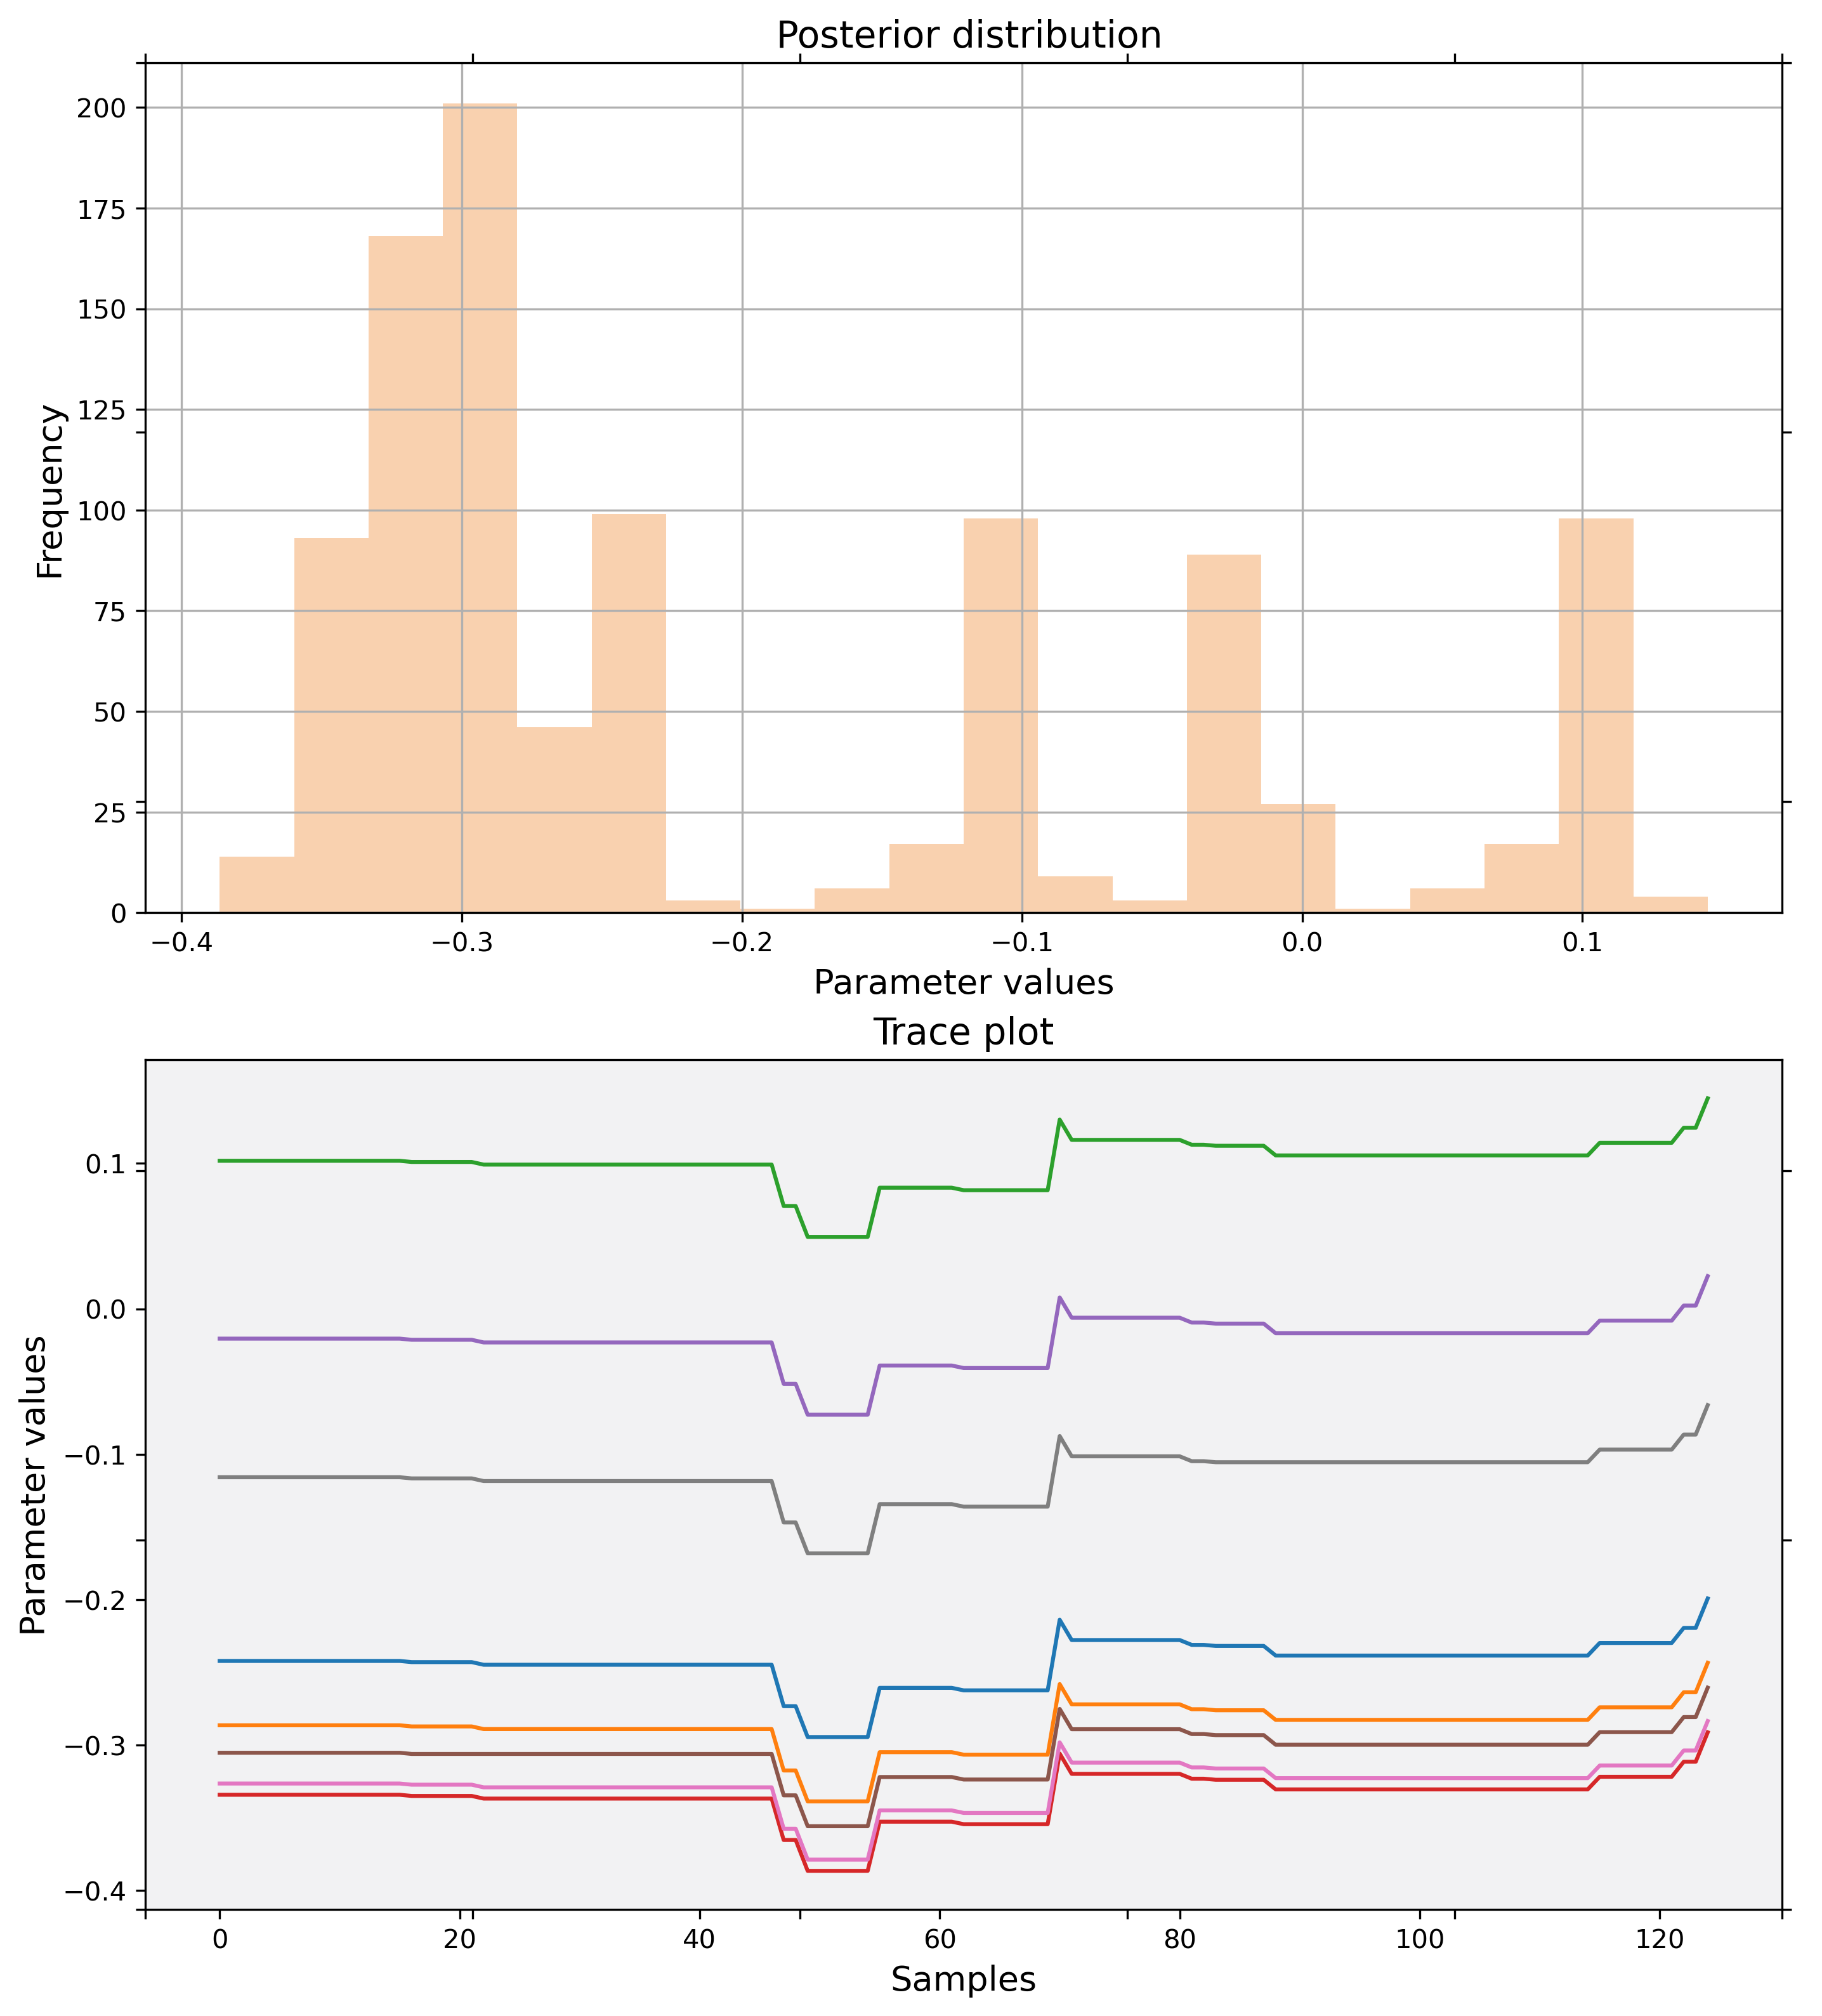 Posterior distribution
200
175
150
125
100
75
50
25
0
Frequency
−0.4 −0.3 −0.2 −0.1 0.0 0.1
Parameter values
Trace plot
0.1
0.0
−0.1
−0.2
−0.3
−0.4
Parameter values
0 20 40 60 80 100 120
Samples